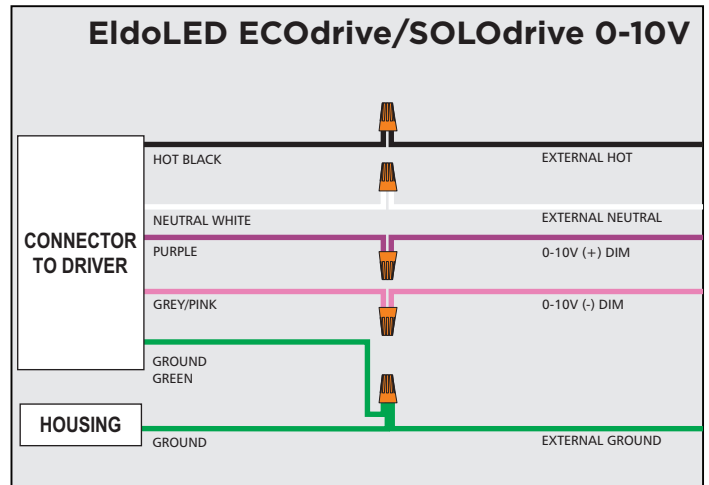 EldoLED ECOdrive/SOLOdrive 0-10V
HOT BLACK
EXTERNAL HOT
NEUTRAL WHITE
EXTERNAL NEUTRAL
CONNECTOR
TO DRIVER
PURPLE
0-10V (+) DIM
GREY/PINK
0-10V (-) DIM
GROUND
GREEN
HOUSING
GROUND
EXTERNAL GROUND